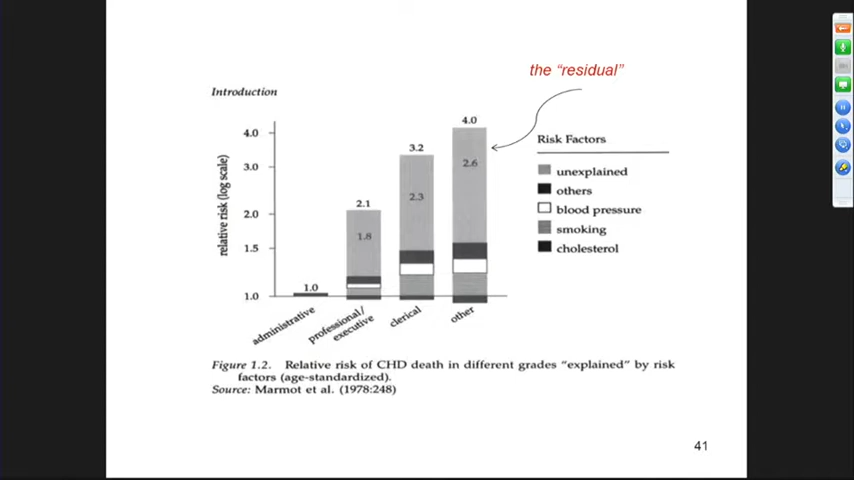 the "residual"
Introduction
4.0
3.0
2.0
1.5
1.0
relative risk (log scale)
1.0
2.1
1.8
3.2
2.3
4.0
2.6
administrative
professional/
executive
clerical
other
Risk Factors
unexplained
others
blood pressure
smoking
cholesterol
Figure 1.2. Relative risk of CHD death in different grades "explained" by risk
factors (age-standardized).
Source: Marmot et al. (1978:248)
41